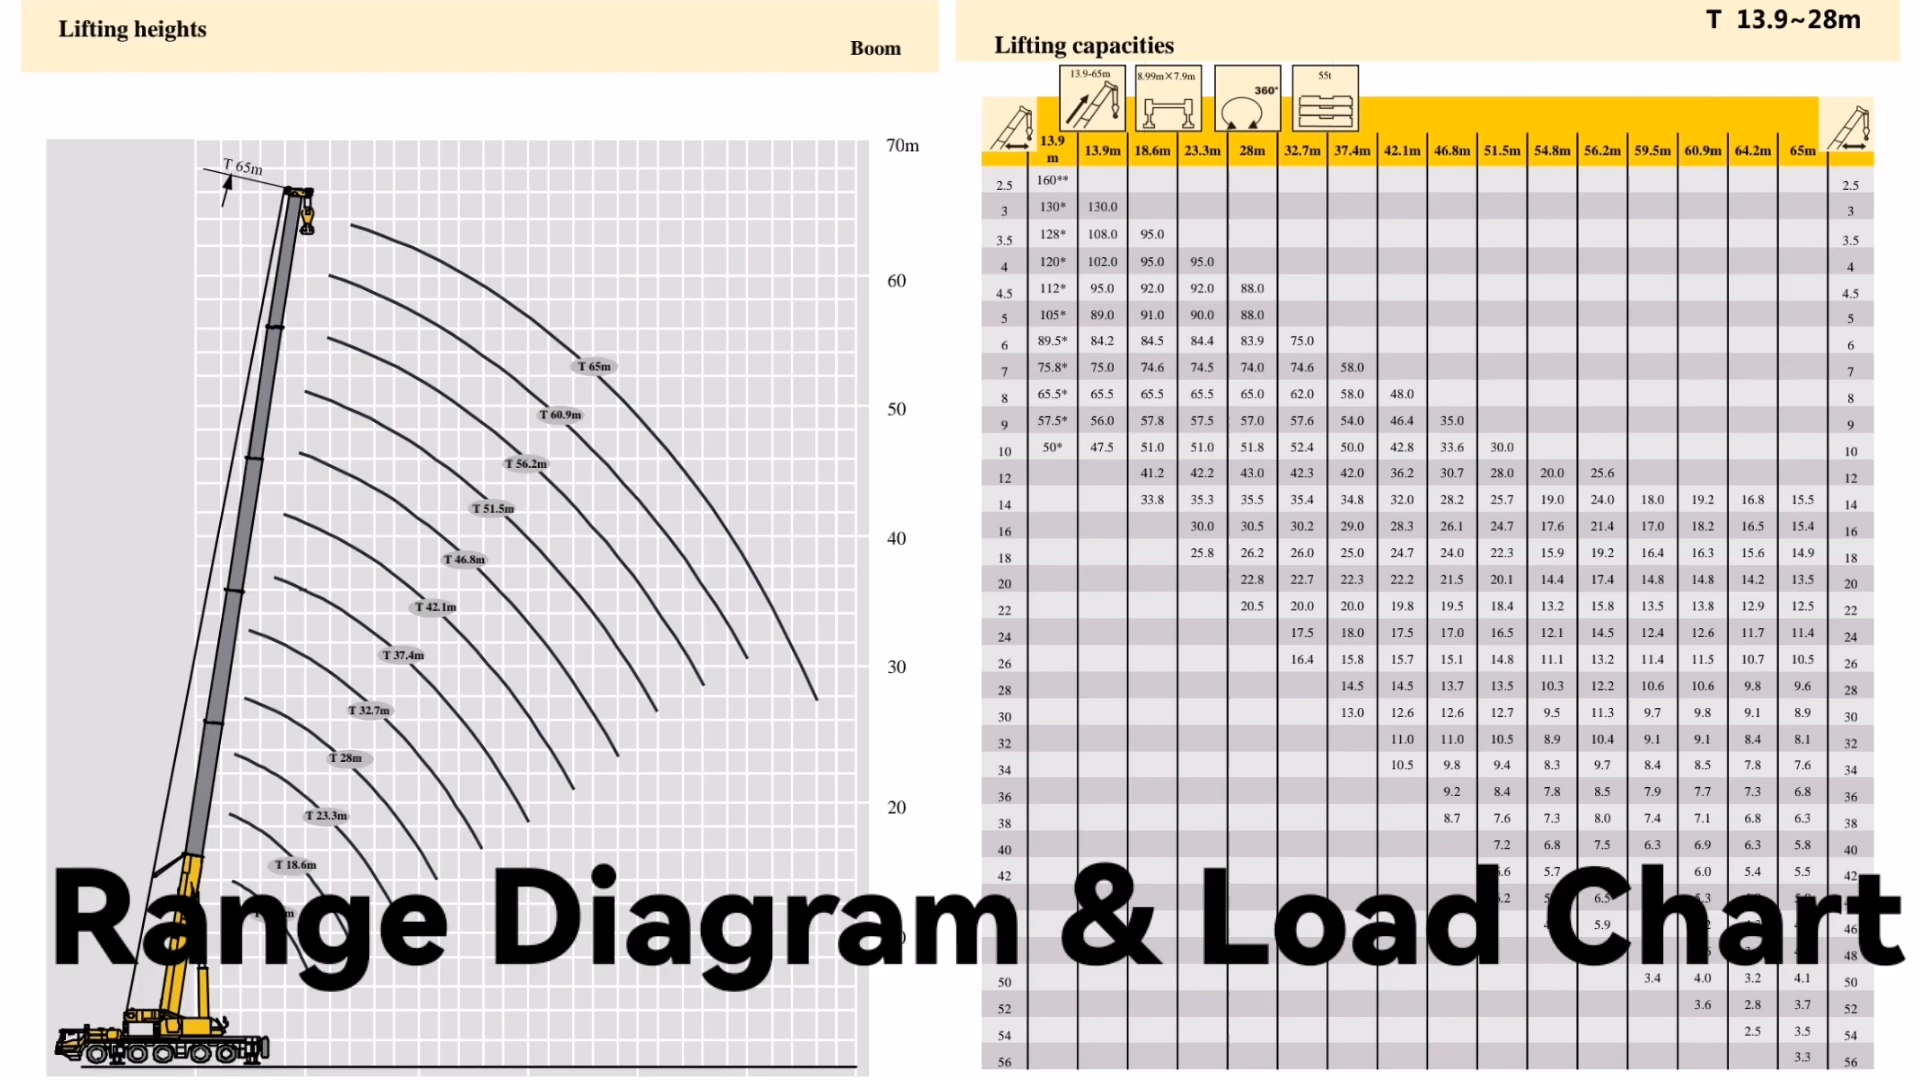 Lifting heights
Boom
T 65m
70m
60
50
40
30
20
T 65m
T 60.9m
T 56.2m
T 51.5m
T 46.8m
T 42.1m
T 37.4m
T 32.7m
T 28m
T 23.3m
T 18.6m
T 13.9~28m
Lifting capacities
13.9-65m 8.99m×7.9m 360° 55t
13.9 m 13.9m 18.6m 23.3m 28m 32.7m 37.4m 42.1m 46.8m 51.5m 54.8m 56.2m 59.5m 60.9m 64.2m 65m
2.5 160** 2.5
3 130* 130.0 3
3.5 128* 108.0 95.0 3.5
4 120* 102.0 95.0 95.0 4
4.5 112* 95.0 92.0 92.0 88.0 4.5
5 105* 89.0 91.0 90.0 88.0 5
6 89.5* 84.2 84.5 84.4 83.9 75.0 6
7 75.8* 75.0 74.6 74.5 74.0 74.6 58.0 7
8 65.5* 65.5 65.5 65.5 65.0 62.0 58.0 48.0 8
9 57.5* 56.0 57.8 57.5 57.0 57.6 54.0 46.4 35.0 9
10 50* 47.5 51.0 51.0 51.8 52.4 50.0 42.8 33.6 30.0 10
12 41.2 42.2 43.0 42.3 42.0 36.2 30.7 28.0 20.0 25.6 12
14 33.8 35.3 35.5 35.4 34.8 32.0 28.2 25.7 19.0 24.0 18.0 19.2 16.8 15.5 14
16 30.0 30.5 30.2 29.0 28.3 26.1 24.7 17.6 21.4 17.0 18.2 16.5 15.4 16
18 25.8 26.2 26.0 25.0 24.7 24.0 22.3 15.9 19.2 16.4 16.3 15.6 14.9 18
20 22.8 22.7 22.3 22.2 21.5 20.1 14.4 17.4 14.8 14.8 14.2 13.5 20
22 20.5 20.0 20.0 19.8 19.5 18.4 13.2 15.8 13.5 13.8 12.9 12.5 22
24 17.5 18.0 17.5 17.0 16.5 12.1 14.5 12.4 12.6 11.7 11.4 24
26 16.4 15.8 15.7 15.1 14.8 11.1 13.2 11.4 11.5 10.7 10.5 26
28 14.5 14.5 13.7 13.5 10.3 12.2 10.6 10.6 9.8 9.6 28
30 13.0 12.6 12.6 12.7 9.5 11.3 9.7 9.8 9.1 8.9 30
32 11.0 11.0 10.5 8.9 10.4 9.1 9.1 8.4 8.1 32
34 10.5 9.8 9.4 8.3 9.7 8.4 8.5 7.8 7.6 34
36 9.2 8.4 7.8 8.5 7.9 7.7 7.3 6.8 36
38 8.7 7.6 7.3 8.0 7.4 7.1 6.8 6.3 38
40 7.2 6.8 7.5 6.3 6.9 6.3 5.8 40
42 5.7 6.0 5.4 5.5 42
5.9 46
48
50 3.4 4.0 3.2 4.1 50
52 3.6 2.8 3.7 52
54 2.5 3.5 54
56 3.3 56
Range Diagram & Load Chart